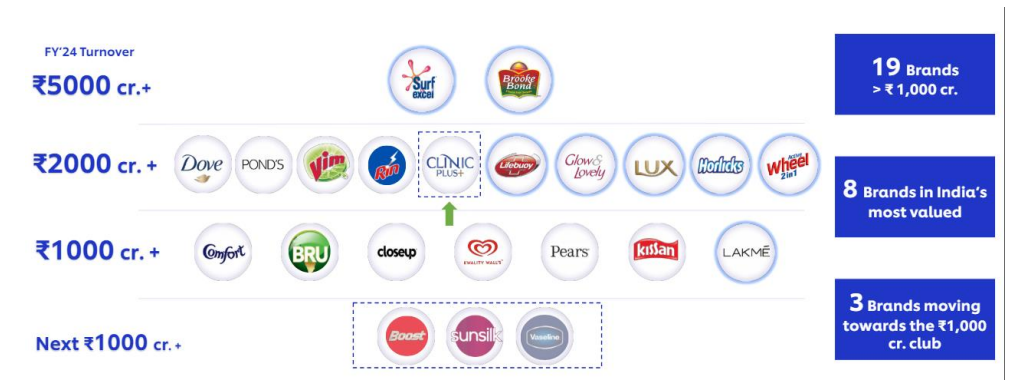 FY'24 Turnover
₹5000 cr.+
Surf
excel
Brooke
Bond
19 Brands
> ₹ 1,000 cr.
₹2000 cr. +
Dove
POND'S
Vim
Rin
CLINIC
PLUS+
Lifebuoy
Glow &
Lovely
LUX
Horlicks
Active
Wheel
2in1
8 Brands in India's
most valued
₹1000 cr. +
Comfort
BRU
closeup
KWALITY WALL'S
Pears
Kissan
LAKMÉ
3 Brands moving
towards the ₹1,000
cr. club
Next ₹1000 cr. +
Boost
sunsilk
Vaseline